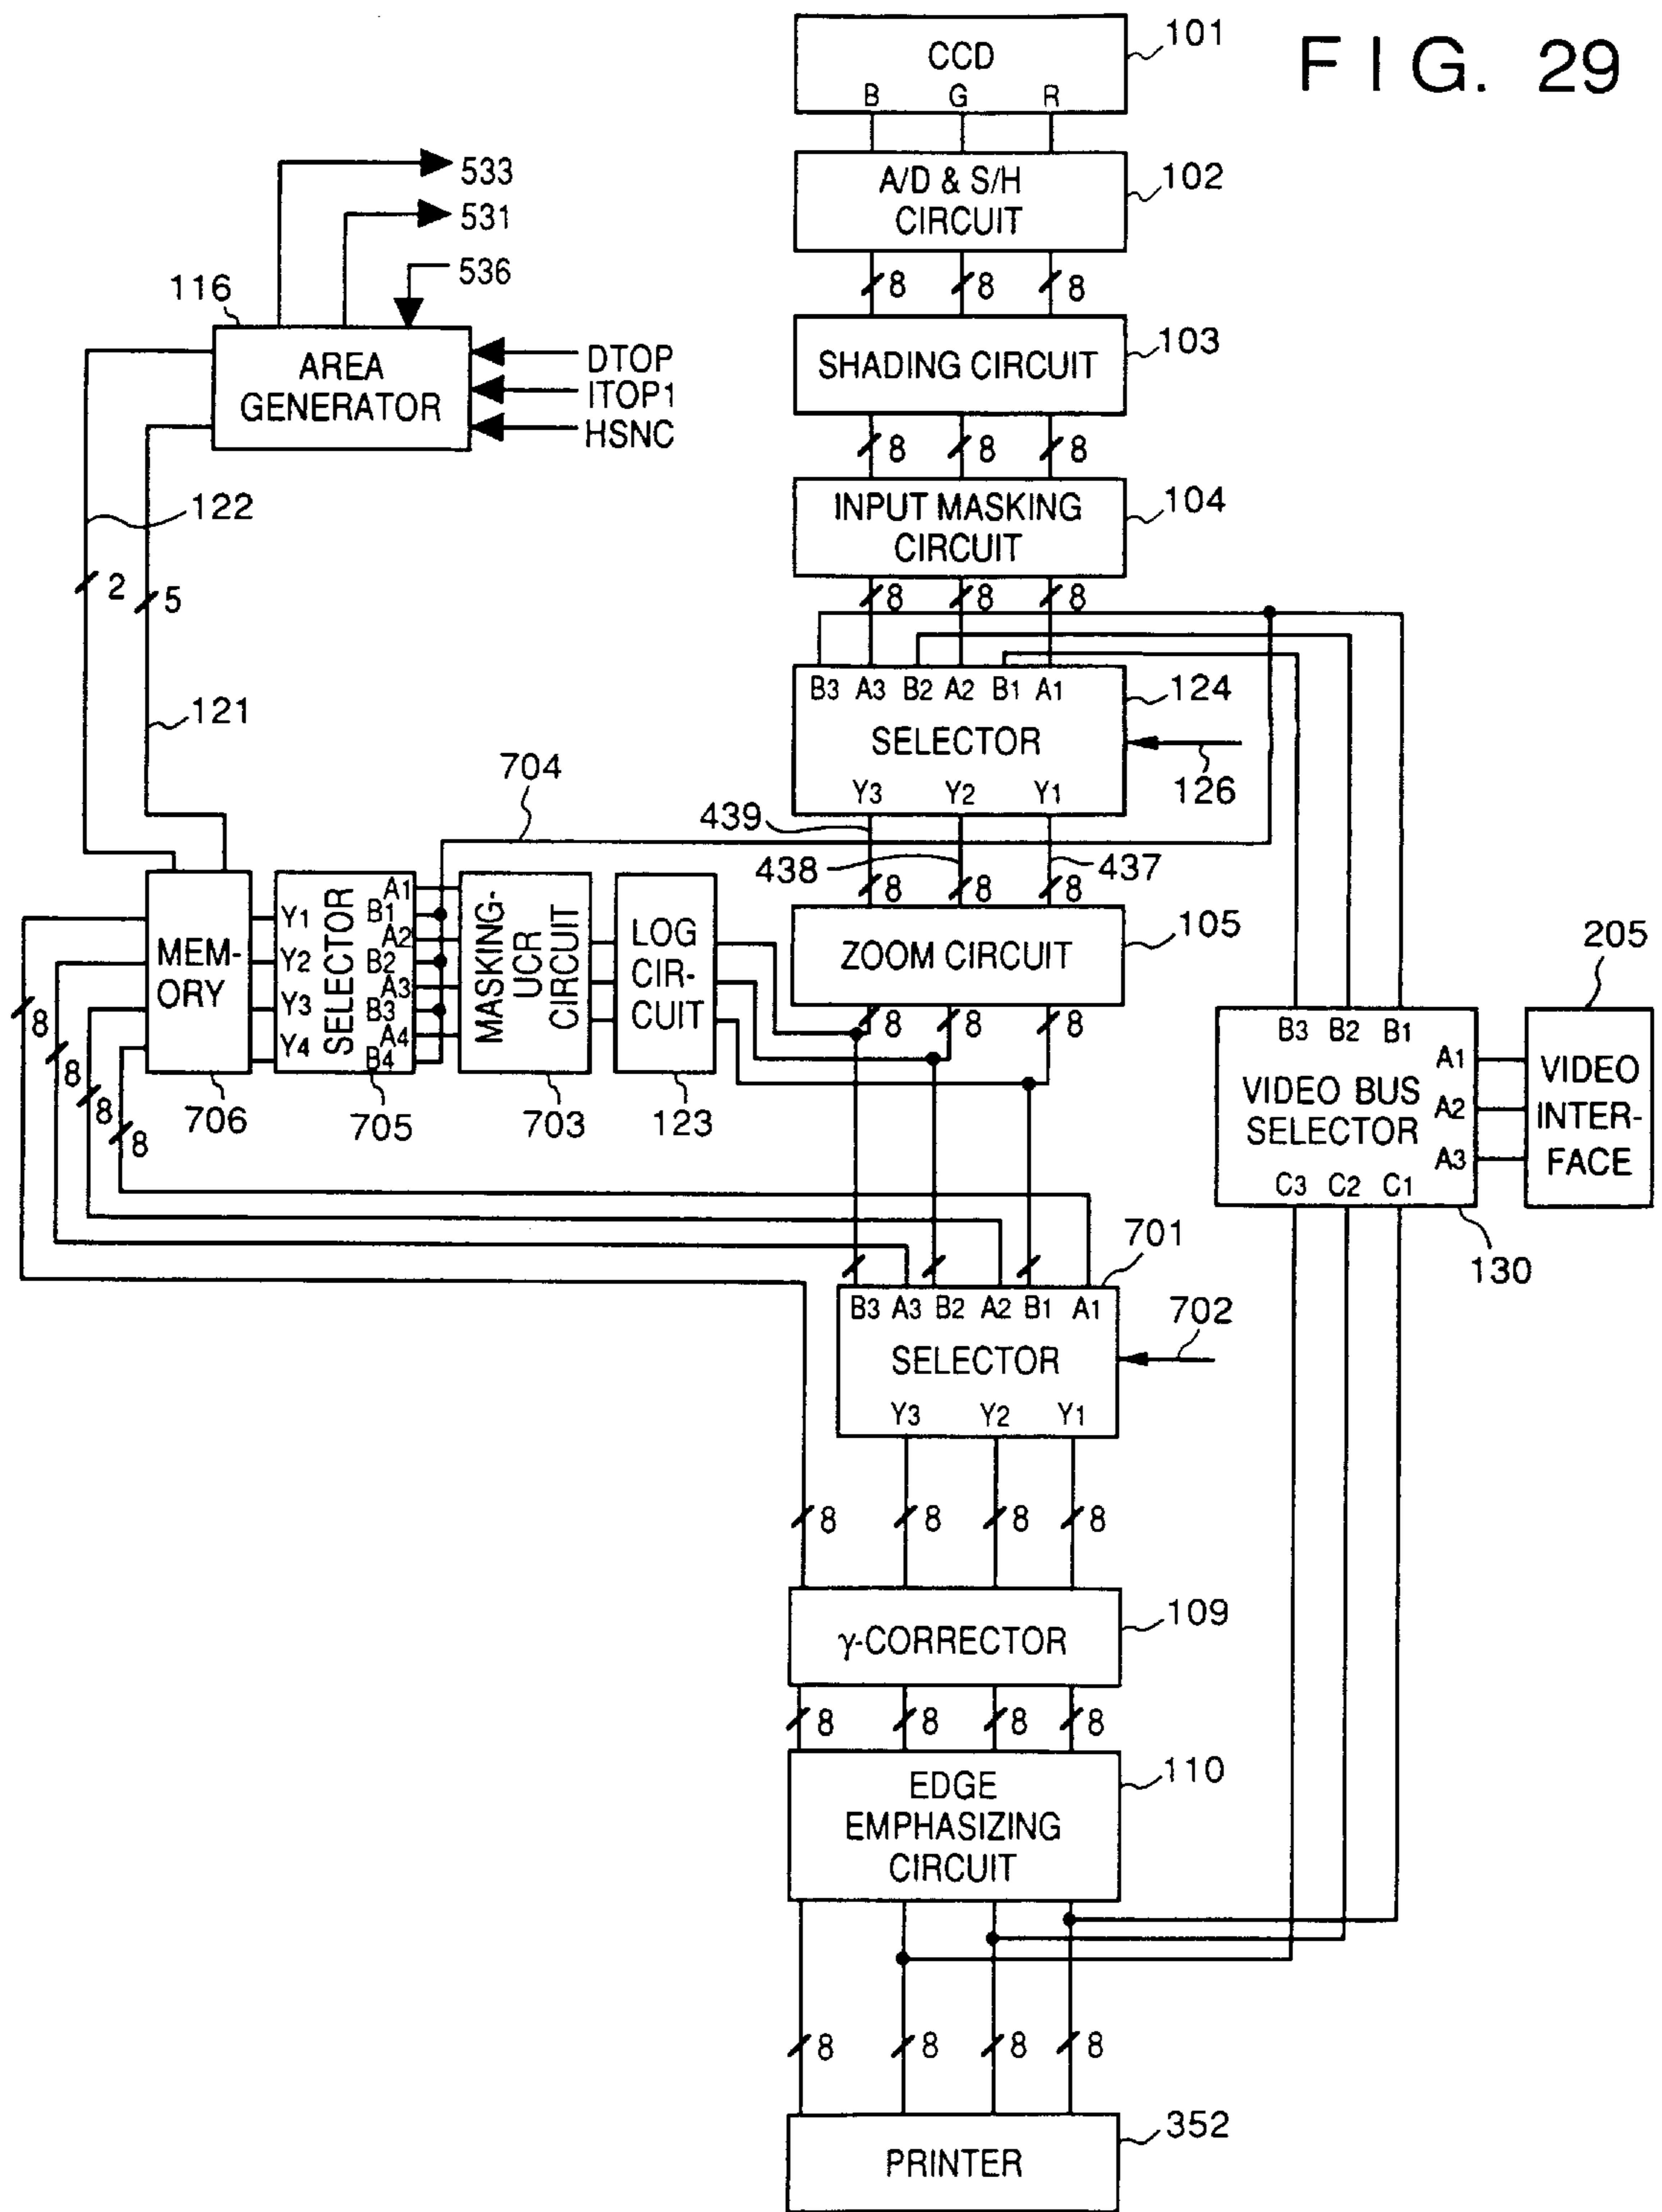 FIG. 29
CCD
B G R
101
A/D & S/H
CIRCUIT
102
8 8 8
SHADING CIRCUIT
103
8 8 8
INPUT MASKING
CIRCUIT
104
8 8 8
533
531
536
116
AREA
GENERATOR
DTOP
ITOP1
HSNC
122
2 5
121
B3 A3 B2 A2 B1 A1
SELECTOR
Y3 Y2 Y1
124
126
704
439
438
437
8 8 8
ZOOM CIRCUIT
105
8 8 8
MEM-
ORY
706
Y1
Y2
Y3
Y4
SELECTOR
A1
B1
A2
B2
A3
B3
A4
B4
705
MASKING-
UCR
CIRCUIT
703
LOG
CIR-
CUIT
123
8
8
8
8
205
B3 B2 B1
VIDEO BUS
SELECTOR
A1
A2
A3
C3 C2 C1
130
VIDEO
INTER-
FACE
701
B3 A3 B2 A2 B1 A1
SELECTOR
Y3 Y2 Y1
702
8 8 8 8
γ-CORRECTOR
109
8 8 8 8
EDGE
EMPHASIZING
CIRCUIT
110
8 8 8 8
PRINTER
352